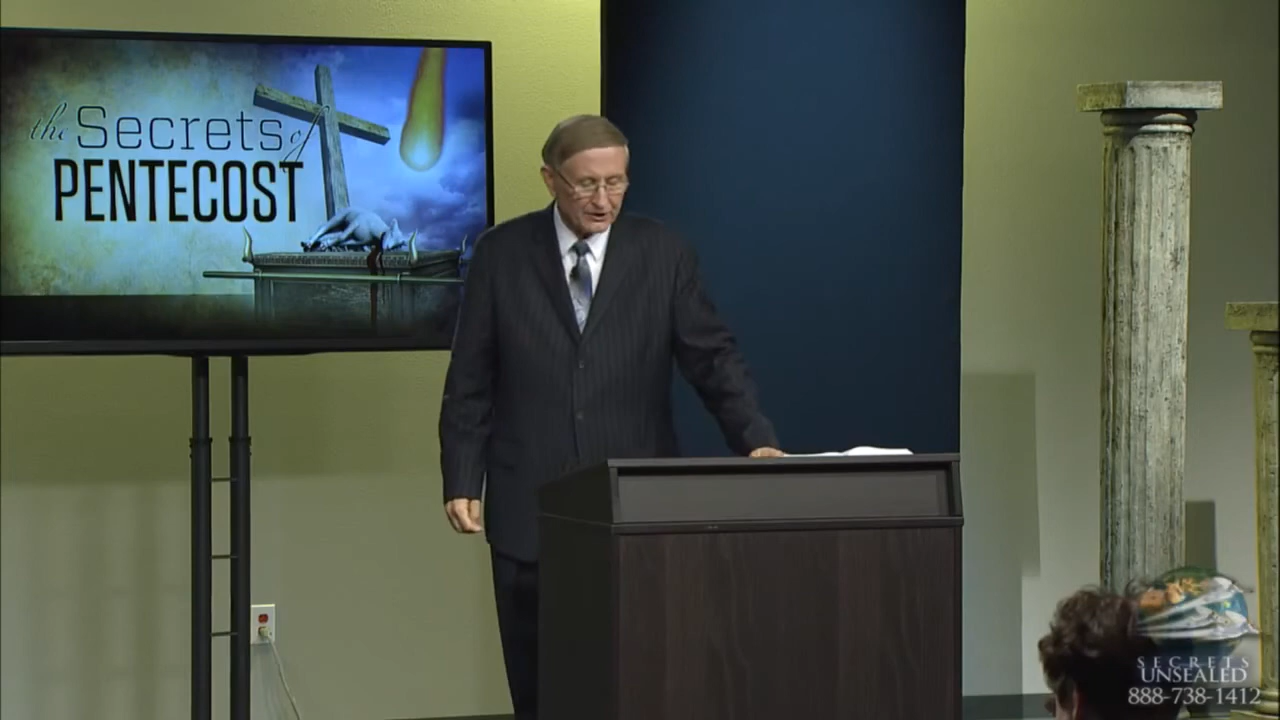 the Secrets of
PENTECOST
SECRETS
UNSEALED
888-738-1412